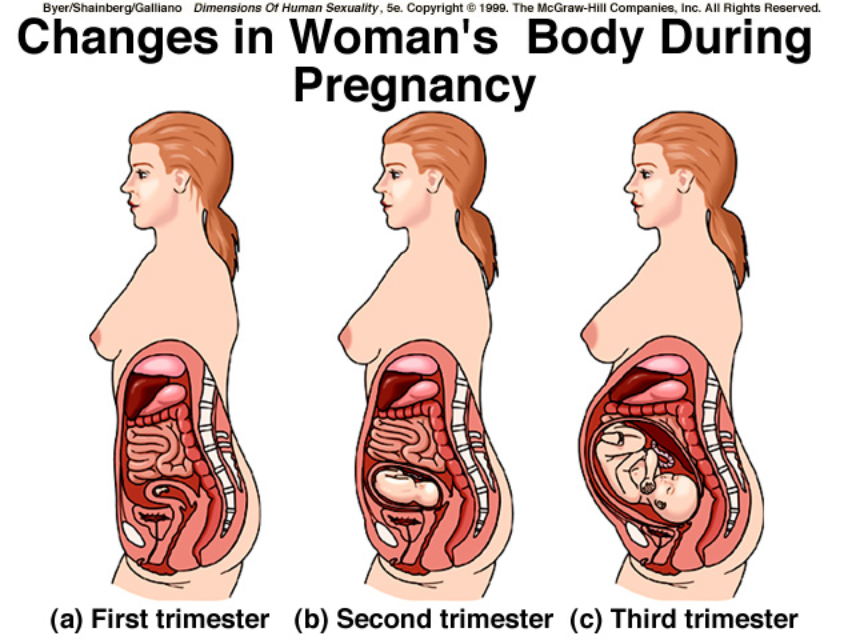 Byer/Shainberg/Galliano Dimensions Of Human Sexuality, 5e. Copyright © 1999. The McGraw-Hill Companies, Inc. All Rights Reserved.
Changes in Woman's Body During
Pregnancy
(a) First trimester (b) Second trimester (c) Third trimester